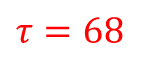 τ = 68